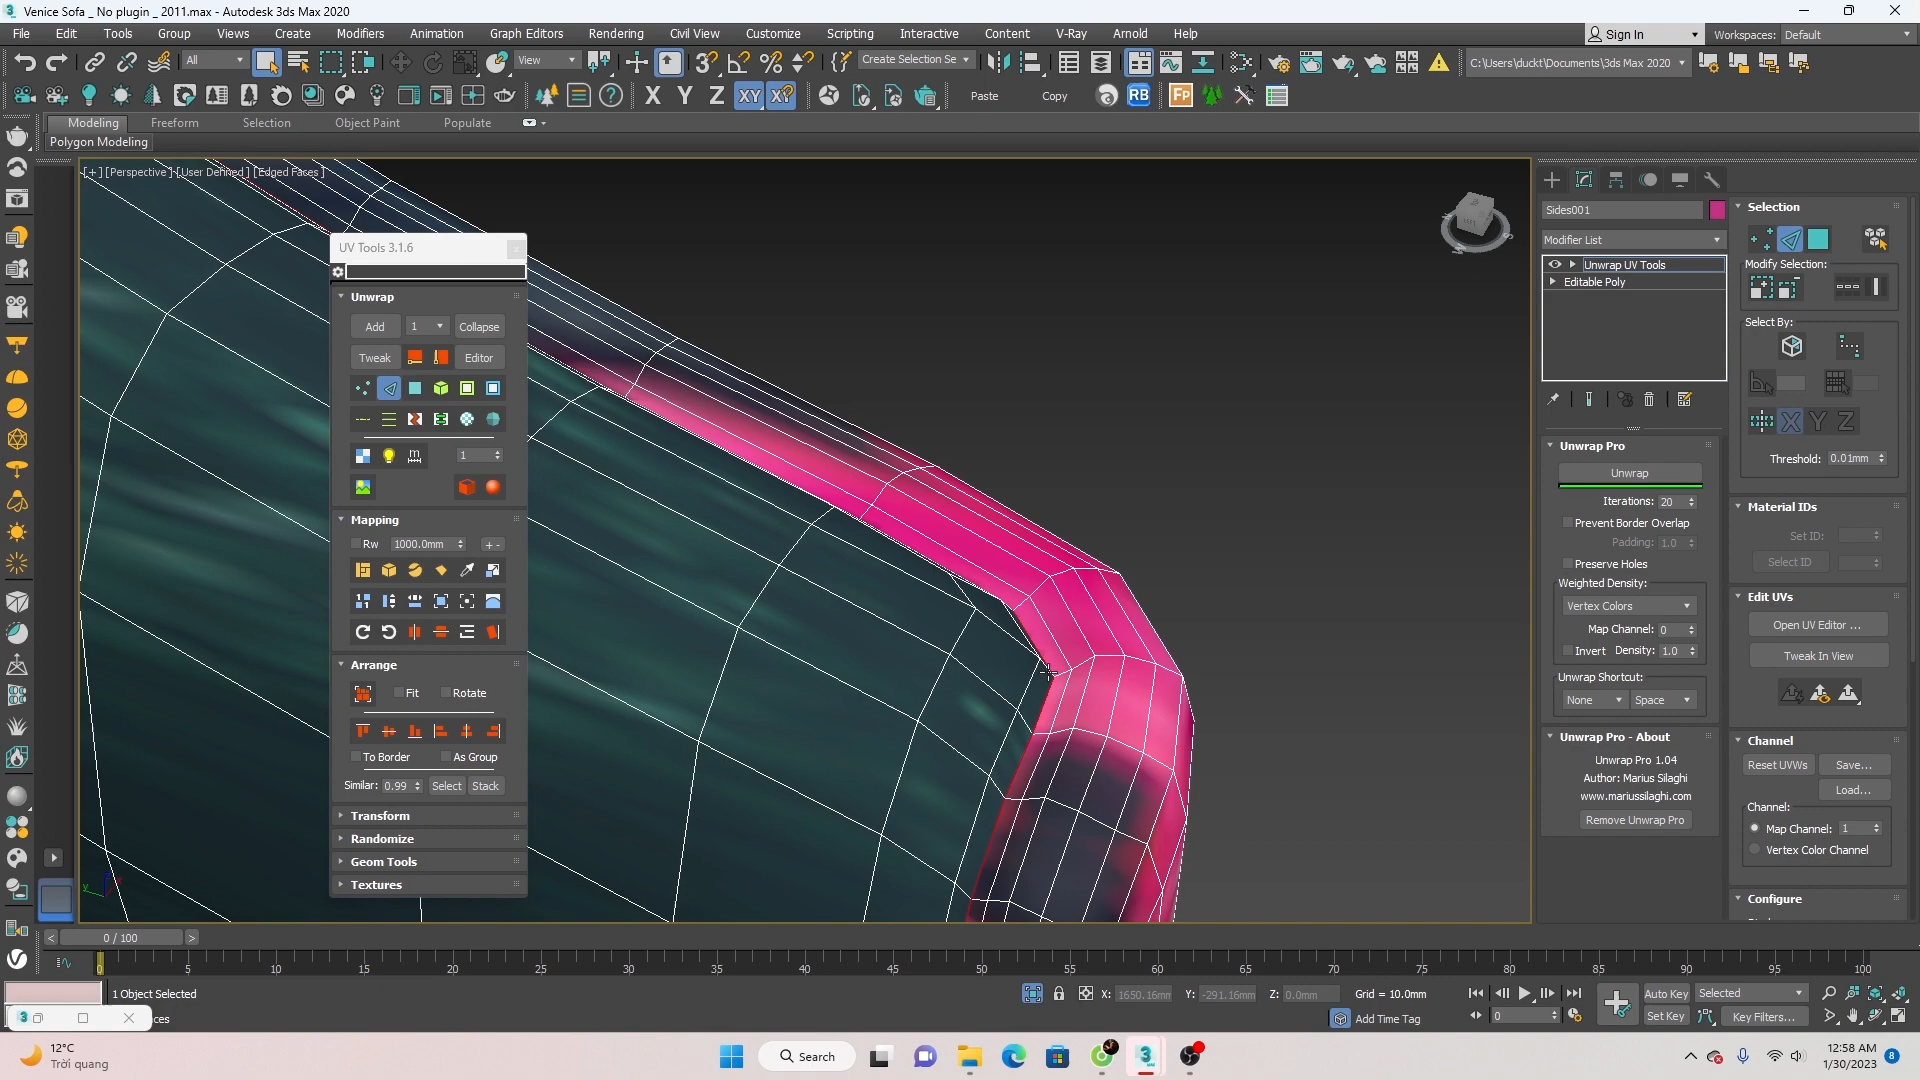 Venice Sofa _ No plugin _ 2011.max - Autodesk 3ds Max 2020
File Edit Tools Group Views Create Modifiers Animation Graph Editors Rendering Civil View Customize Scripting Interactive Content V-Ray Arnold Help
Sign In Workspaces: Default
All View Create Selection Se C:\Users\duckt\Documents\3ds Max 2020
X Y Z XY XY Paste Copy RB Fp
Modeling Freeform Selection Object Paint Populate
Polygon Modeling
[+] [Perspective] [User Defined] [Edged Faces]
UV Tools 3.1.6
Unwrap
Add 1 Collapse
Tweak Editor
1
Mapping
Rw 1000.0mm + -
Arrange
Fit Rotate
To Border As Group
Similar: 0.99 Select Stack
Transform
Randomize
Geom Tools
Textures
Sides001
Modifier List
Unwrap UV Tools
Editable Poly
Unwrap Pro
Unwrap
Iterations: 20
Prevent Border Overlap
Padding: 1.0
Preserve Holes
Weighted Density:
Vertex Colors
Map Channel: 0
Invert Density: 1.0
Unwrap Shortcut:
None Space
Unwrap Pro - About
Unwrap Pro 1.04
Author: Marius Silaghi
www.mariussilaghi.com
Remove Unwrap Pro
Selection
Modify Selection:
Select By:
X Y Z
Threshold: 0.01mm
Material IDs
Set ID:
Select ID
Edit UVs
Open UV Editor ...
Tweak In View
Channel
Reset UVWs Save...
Load...
Channel:
Map Channel: 1
Vertex Color Channel
Configure
< 0 / 100 >
0 5 10 15 20 25 30 35 40 45 50 55 60 65 70 75 80 85 90 95 100
1 Object Selected
X: 1650.16mm Y: -291.16mm Z: 0.0mm Grid = 10.0mm
Add Time Tag
0
Auto Key Selected
Set Key Key Filters...
12°C
Trời quang
Search
12:58 AM
1/30/2023
8